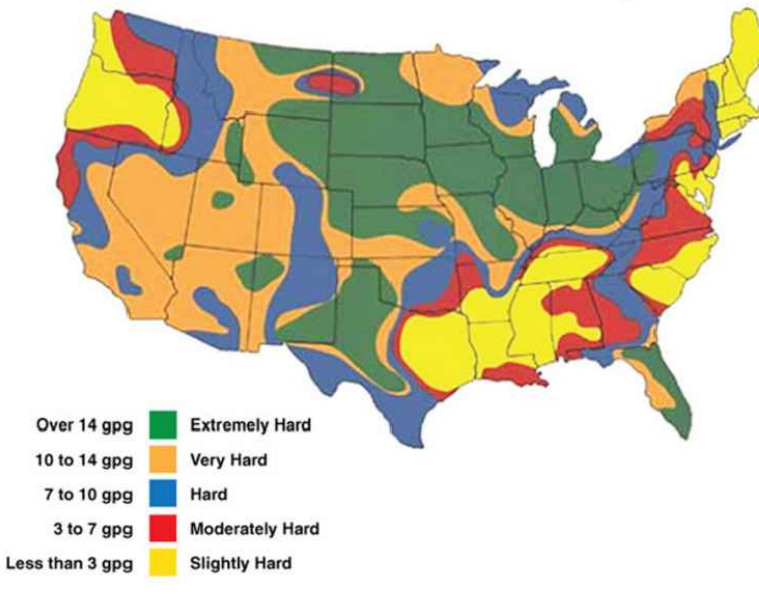 Over 14 gpg Extremely Hard
10 to 14 gpg Very Hard
7 to 10 gpg Hard
3 to 7 gpg Moderately Hard
Less than 3 gpg Slightly Hard